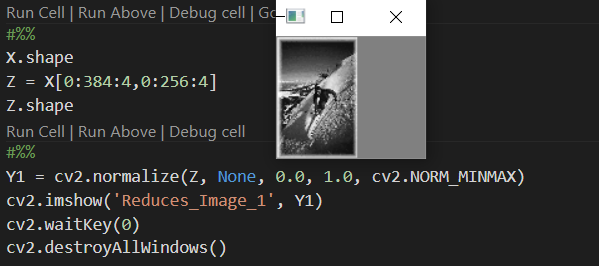 Run Cell | Run Above | Debug cell | Go
#%%
X.shape
Z = X[0:384:4,0:256:4]
Z.shape
Run Cell | Run Above | Debug cell
#%%
Y1 = cv2.normalize(Z, None, 0.0, 1.0, cv2.NORM_MINMAX)
cv2.imshow('Reduces_Image_1', Y1)
cv2.waitKey(0)
cv2.destroyAllWindows()